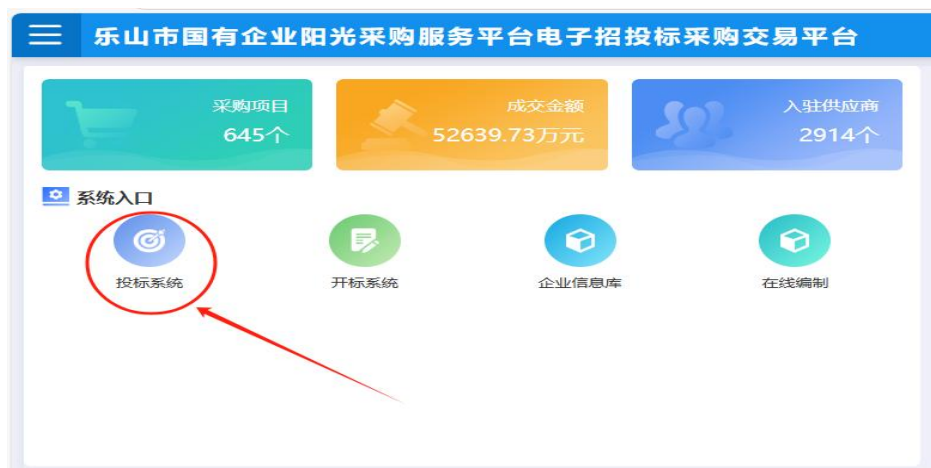 乐山市国有企业阳光采购服务平台电子招投标采购交易平台
采购项目
645个
成交金额
52639.73万元
入驻供应商
2914个
系统入口
投标系统
开标系统
企业信息库
在线编制